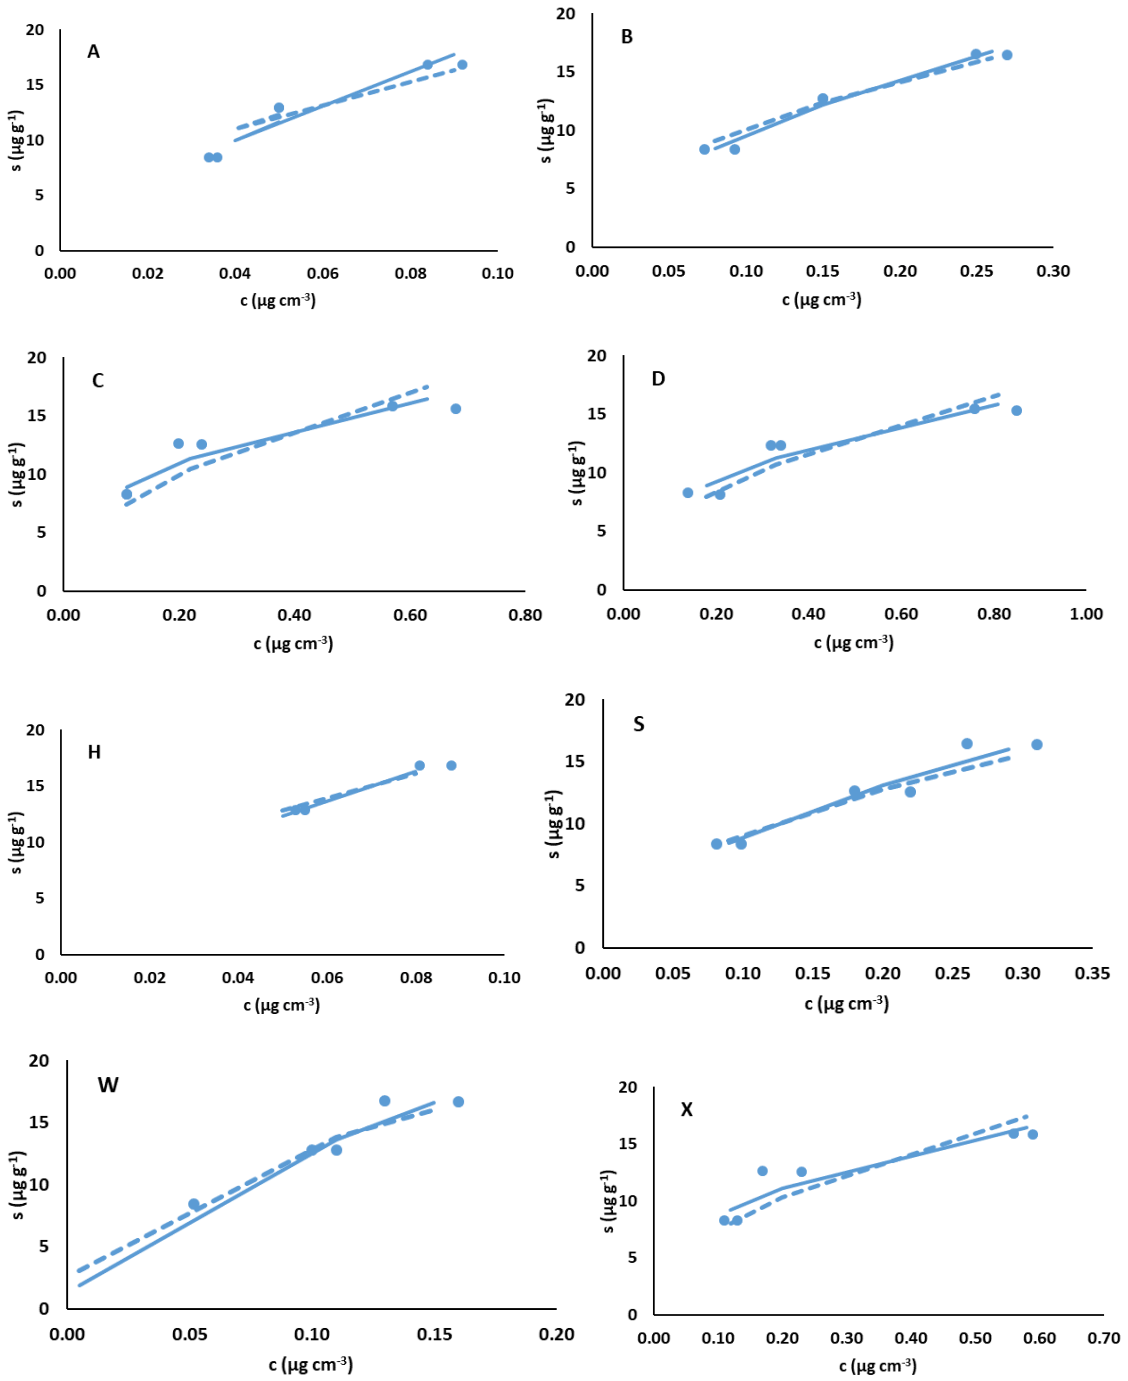 A
s (µg g-1)
20
15
10
5
0
0.00 0.02 0.04 0.06 0.08 0.10
c (µg cm-3)
B
s (µg g-1)
20
15
10
5
0
0.00 0.05 0.10 0.15 0.20 0.25 0.30
c (µg cm-3)
C
s (µg g-1)
20
15
10
5
0
0.00 0.20 0.40 0.60 0.80
c (µg cm-3)
D
s (µg g-1)
20
15
10
5
0
0.00 0.20 0.40 0.60 0.80 1.00
c (µg cm-3)
H
s (µg g-1)
20
15
10
5
0
0.00 0.02 0.04 0.06 0.08 0.10
c (µg cm-3)
S
s (µg g-1)
20
15
10
5
0
0.00 0.05 0.10 0.15 0.20 0.25 0.30 0.35
c (µg cm-3)
W
s (µg g-1)
20
15
10
5
0
0.00 0.05 0.10 0.15 0.20
c (µg cm-3)
X
s (µg g-1)
20
15
10
5
0
0.00 0.10 0.20 0.30 0.40 0.50 0.60 0.70
c (µg cm-3)